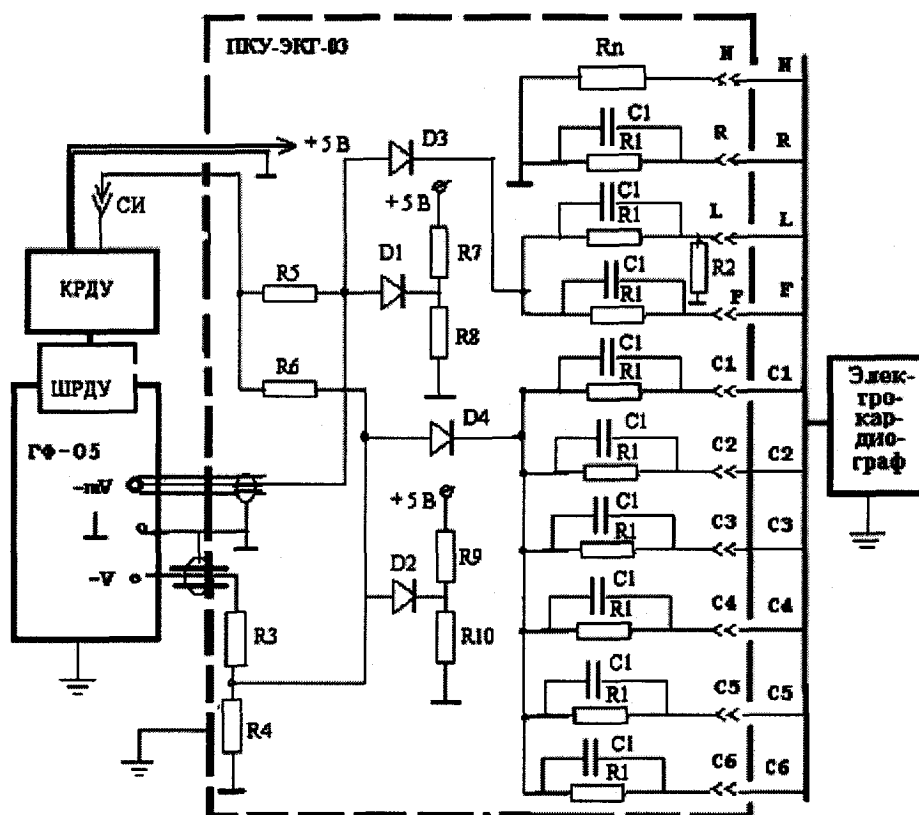 ПКУ-ЭКГ-03
Rn
N
N
C1
R1
R
R
+5 В
D3
СИ
+5 В
C1
R1
L
L
КРДУ
R5
D1
R7
R2
C1
R1
F
F
R8
ШРДУ
R6
C1
R1
C1
C1
Элек-
тро-
кар-
дио-
граф
ГФ-05
D4
C1
R1
C2
C2
-mV
+5 В
C1
R1
C3
C3
-V
D2
R9
C1
R1
C4
C4
R3
R10
C1
R1
C5
C5
R4
C1
R1
C6
C6